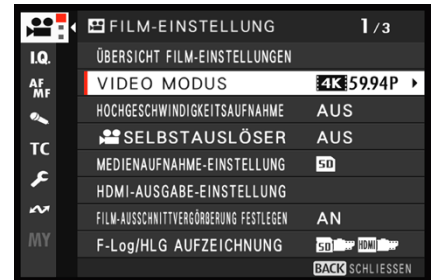 FILM-EINSTELLUNG 1/3
I.Q.
AF MF
TC
MY
ÜBERSICHT FILM-EINSTELLUNGEN
VIDEO MODUS 4K 59.94P
HOCHGESCHWINDIGKEITSAUFNAHME AUS
SELBSTAUSLÖSER AUS
MEDIENAUFNAHME-EINSTELLUNG SD
HDMI-AUSGABE-EINSTELLUNG
FILM-AUSSCHNITTVERGÖRBERUNG FESTLEGEN AN
F-Log/HLG AUFZEICHNUNG SD HDMI
BACK SCHLIESSEN